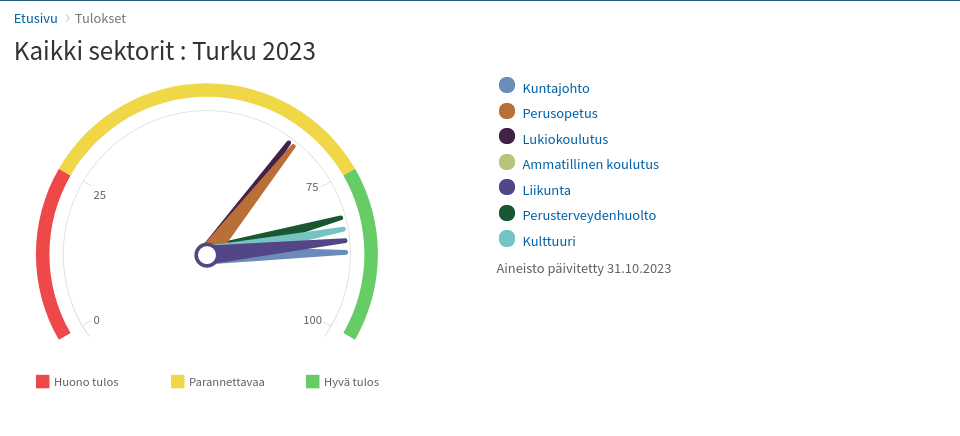 Etusivu > Tulokset
Kaikki sektorit : Turku 2023
25
75
0
100
Huono tulos
Parannettavaa
Hyvä tulos
Kuntajohto
Perusopetus
Lukiokoulutus
Ammatillinen koulutus
Liikunta
Perusterveydenhuolto
Kulttuuri
Aineisto päivitetty 31.10.2023